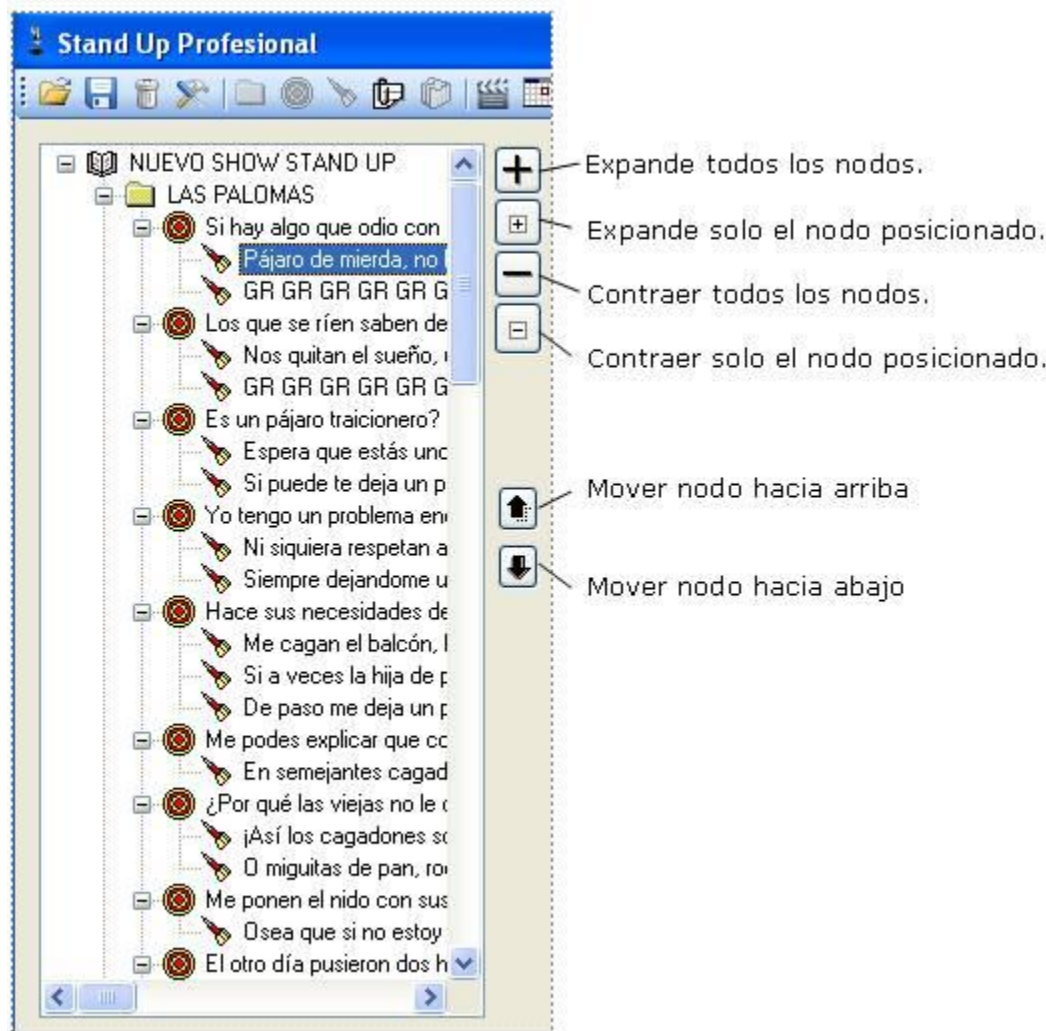 Stand Up Profesional
NUEVO SHOW STAND UP
LAS PALOMAS
Si hay algo que odio con
Pájaro de mierda, no
GR GR GR GR GR G
Los que se ríen saben de
Nos quitan el sueño,
GR GR GR GR GR G
Es un pájaro traicionero?
Espera que estás
Si puede te deja un p
Yo tengo un problema
Ni siquiera respetan a
Siempre dejandome u
Hace sus necesidades de
Me cagan el balcón,
Si a veces la hija de
De paso me deja un
Me podes explicar que
En semejantes cagad
¿Por qué las viejas no le
¡Así los cagadones
O miguitas de pan,
Me ponen el nido con sus
Osea que si no estoy
El otro día pusieron dos h
Expande todos los nodos.
Expande solo el nodo posicionado.
Contraer todos los nodos.
Contraer solo el nodo posicionado.
Mover nodo hacia arriba
Mover nodo hacia abajo